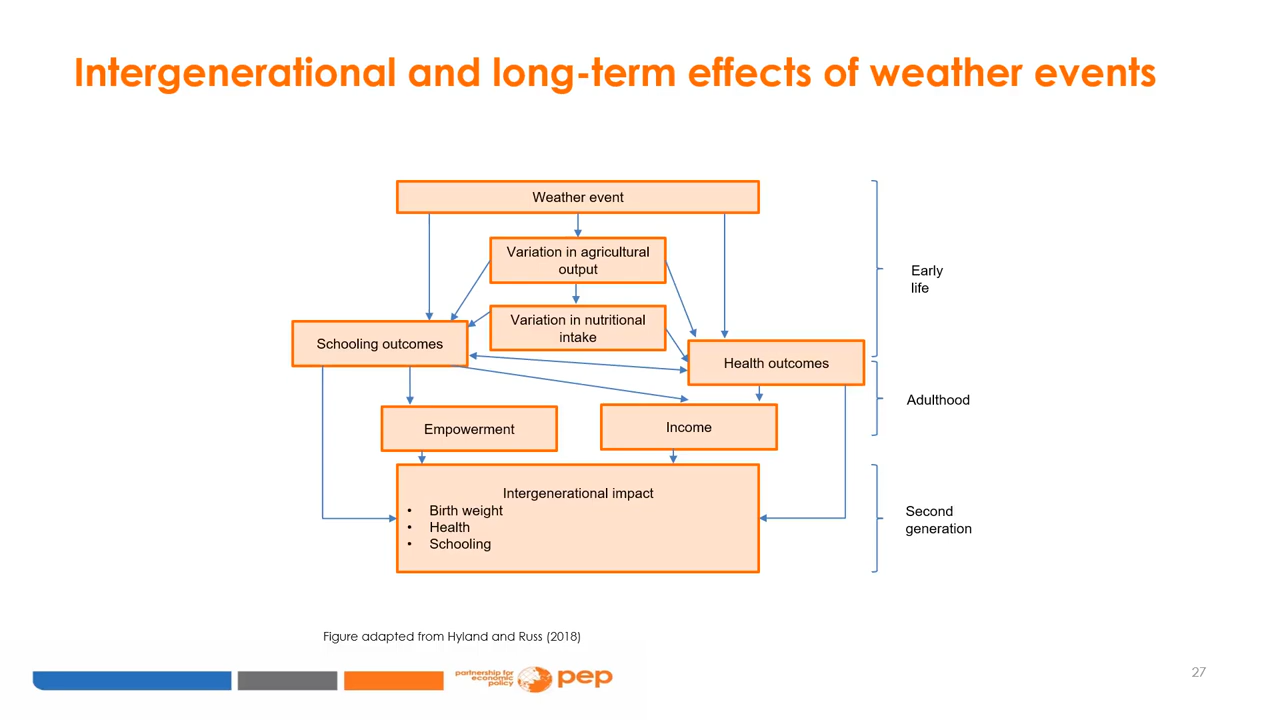 Intergenerational and long-term effects of weather events
Weather event
Variation in agricultural
output
Early
life
Variation in nutritional
intake
Schooling outcomes
Health outcomes
Adulthood
Empowerment
Income
Intergenerational impact
• Birth weight
• Health
• Schooling
Second
generation
Figure adapted from Hyland and Russ (2018)
partnership for
economic
policy
pep
27